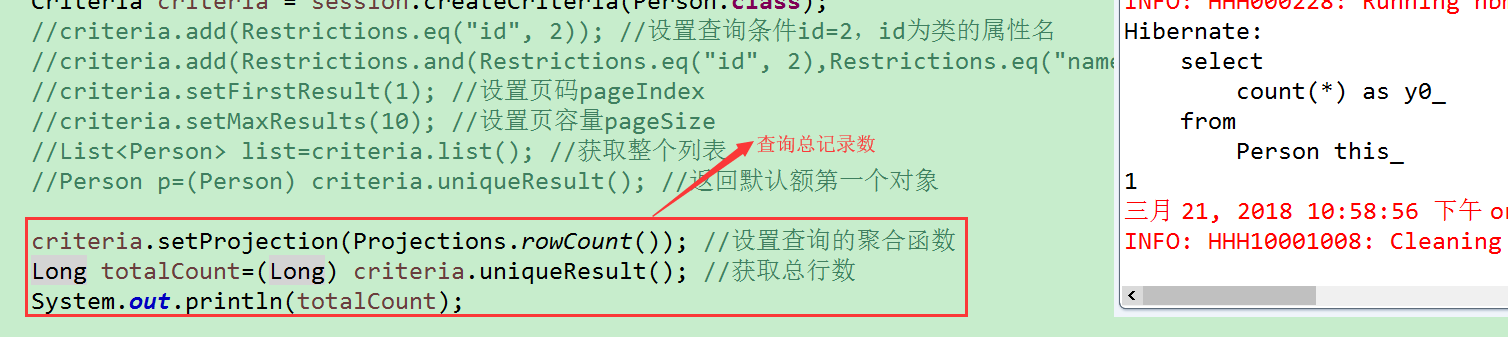 Criteria criteria = session.createCriteria(Person.class);
//criteria.add(Restrictions.eq("id", 2)); //设置查询条件id=2，id为类的属性名
//criteria.add(Restrictions.and(Restrictions.eq("id", 2),Restrictions.eq("name
//criteria.setFirstResult(1); //设置页码pageIndex
//criteria.setMaxResults(10); //设置页容量pageSize
//List<Person> list=criteria.list(); //获取整个列表
查询总记录数
//Person p=(Person) criteria.uniqueResult(); //返回默认额第一个对象
criteria.setProjection(Projections.rowCount()); //设置查询的聚合函数
Long totalCount=(Long) criteria.uniqueResult(); //获取总行数
System.out.println(totalCount);
INFO: HHH000228: Running hbm
Hibernate:
select
count(*) as y0_
from
Person this_
1
三月 21, 2018 10:58:56 下午 or
INFO: HHH10001008: Cleaning